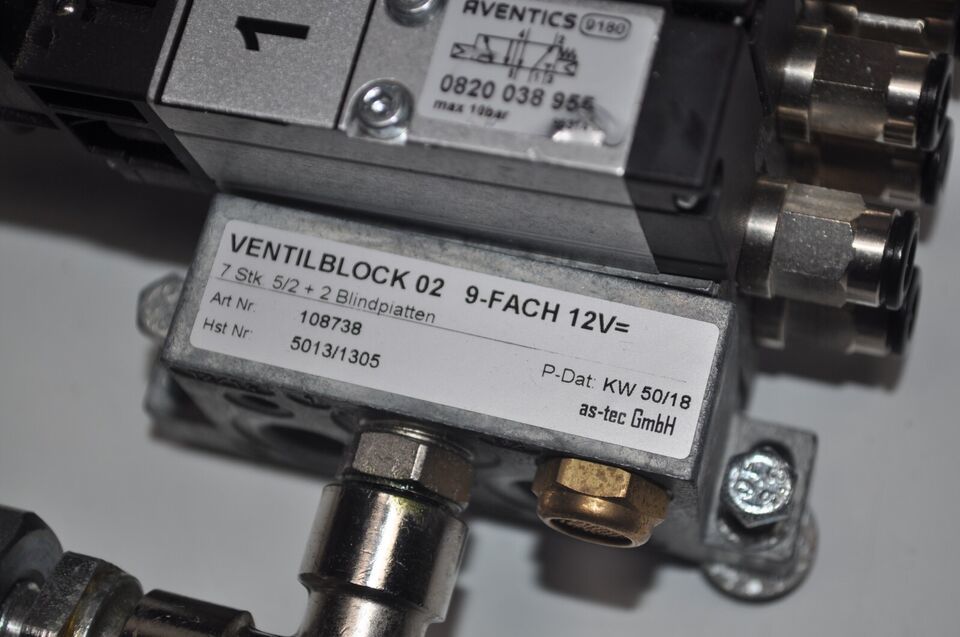 1
AVENTICS 9180
0820 038 956
max 10bar
VENTILBLOCK 02 9-FACH 12V=
7 Stk 5/2 + 2 Blindplatten
Art Nr: 108738
Hst Nr: 5013/1305
P-Dat: KW 50/18
as-tec GmbH